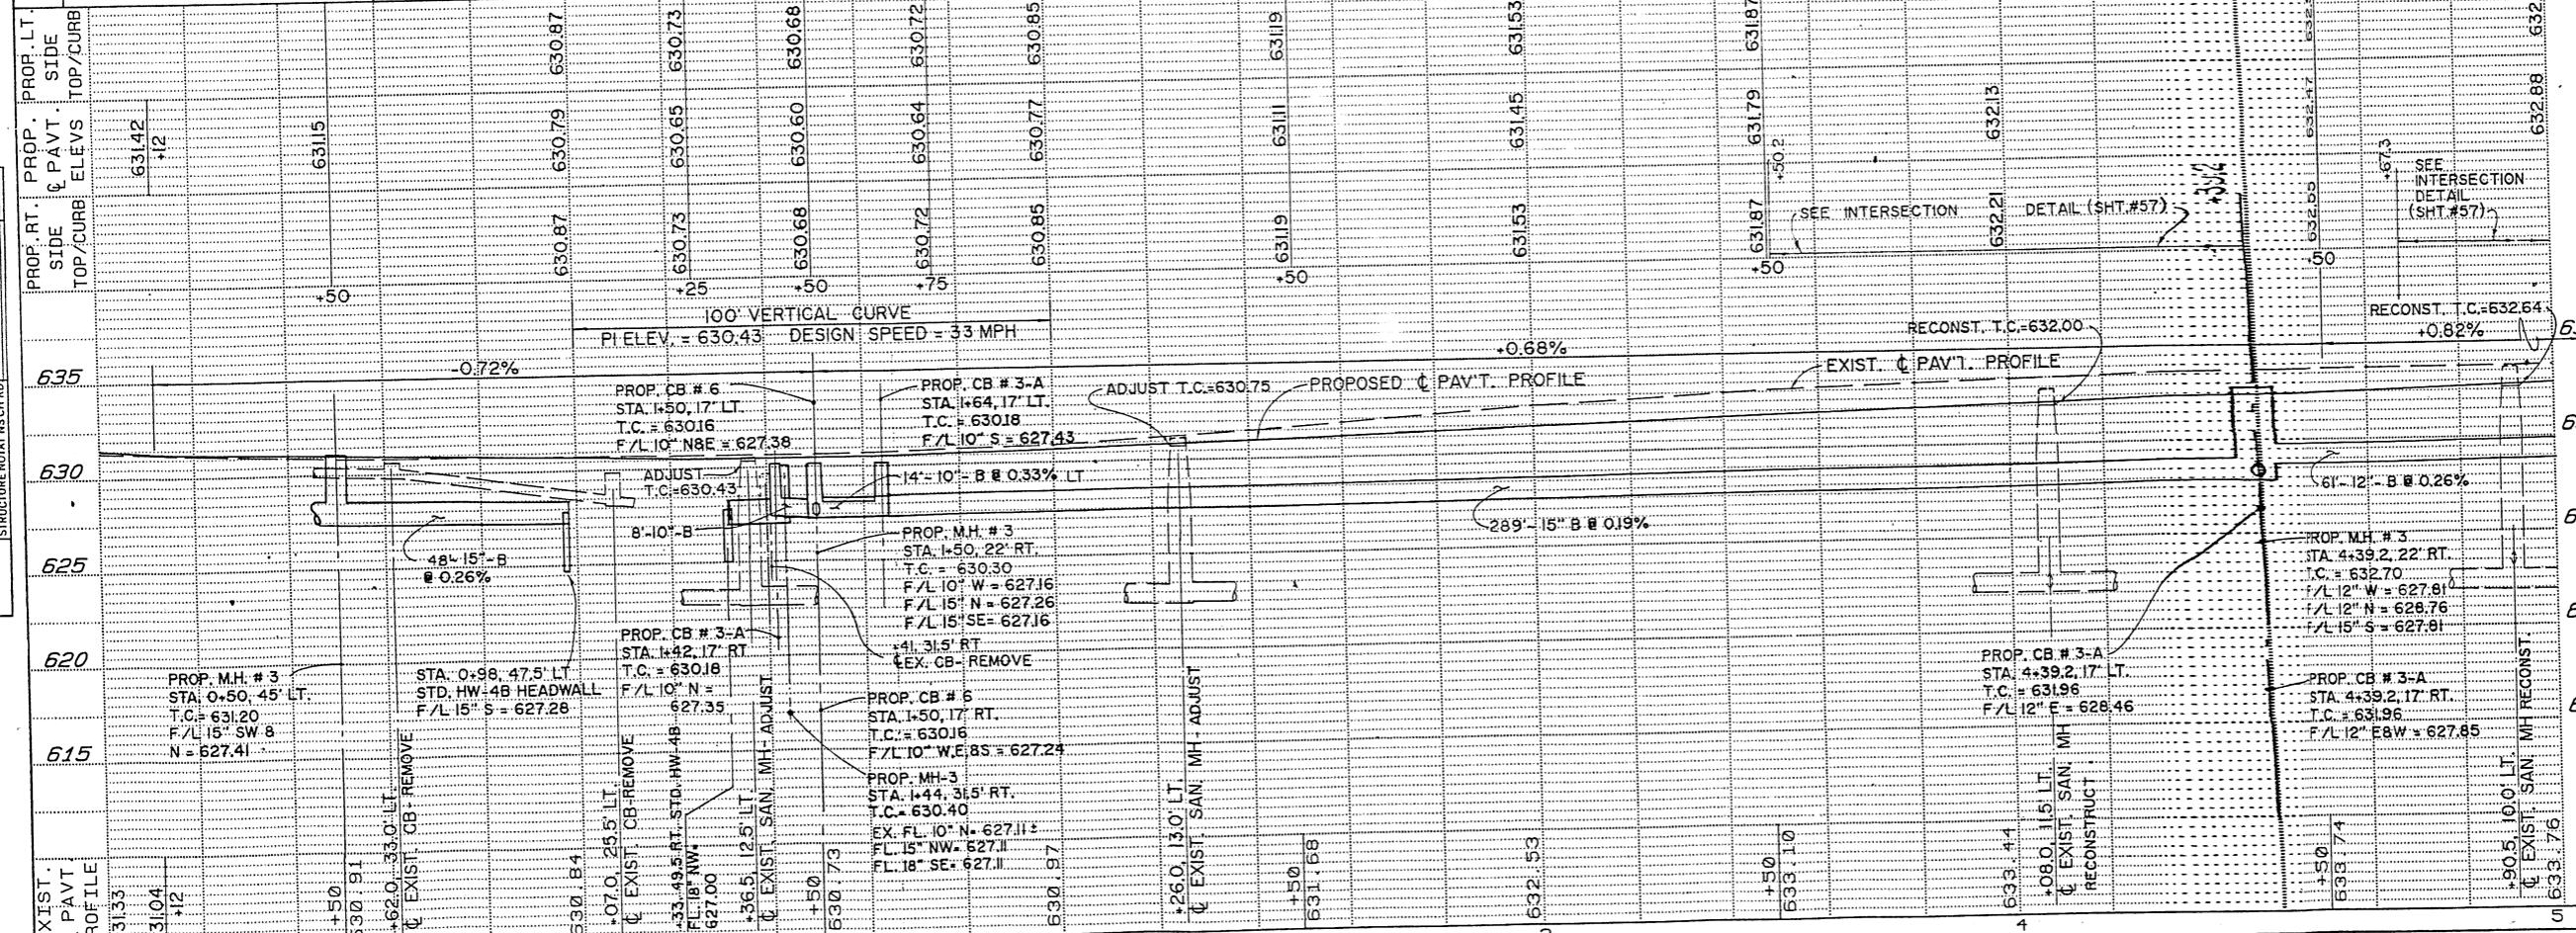 PROP. LT.
SIDE
TOP/CURB
PROP.
℄ PAVT.
ELEVS
PROP. RT.
SIDE
TOP/CURB
630.87
630.73
630.68
630.72
630.85
631.19
631.53
631.87
631.42
+12
631.15
630.79
630.65
630.60
630.64
630.77
631.11
631.45
631.79
+50.2
632.13
632.47
632.88
630.87
630.73
630.68
630.72
630.85
631.19
631.53
631.87
632.21
632.55
+67.3
SEE INTERSECTION DETAIL (SHT.#57)
SEE
INTERSECTION
DETAIL
(SHT.#57)
+50
+25
+50
+75
+50
+50
+50
100' VERTICAL CURVE
PI ELEV. = 630.43 DESIGN SPEED = 33 MPH
-0.72%
+0.68%
+0.82%
RECONST. T.C.=632.00
RECONST. T.C.=632.64
EXIST. ℄ PAV'T. PROFILE
PROPOSED ℄ PAV'T. PROFILE
ADJUST T.C.=630.75
635
630
625
620
615
PROP. CB # 6
STA. 1+50, 17' LT.
T.C. = 630.16
F/L 10" N&E = 627.38
PROP. CB # 3-A
STA. 1+64, 17' LT.
T.C. = 630.18
F/L 10" S = 627.43
ADJUST
T.C.=630.43
14'-10"-B @ 0.33% LT
8'-10"-B
48'-15"-B
@ 0.26%
289'-15" B @ 0.19%
61'-12"-B @ 0.26%
PROP. M.H. # 3
STA. 1+50, 22' RT.
T.C. = 630.30
F/L 10" W = 627.16
F/L 15" N = 627.26
F/L 15" SE= 627.16
+41, 31.5' RT
℄ EX. CB- REMOVE
PROP. M.H. # 3
STA. 0+50, 45' LT.
T.C.= 631.20
F/L 15" SW &
N = 627.41
STA. 0+98, 47.5' LT
STD. HW-4B HEADWALL
F/L 15" S = 627.28
PROP. CB # 3-A
STA. 1+42, 17' RT
T.C. = 630.18
F/L 10" N =
627.35
PROP. CB # 6
STA. 1+50, 17' RT.
T.C. = 630.16
F/L 10" W,E,&S = 627.24
PROP. MH-3
STA. 1+44, 31.5' RT.
T.C.= 630.40
EX. FL. 10" N= 627.11 ±
FL. 15" NW= 627.11
FL. 18" SE= 627.11
PROP. CB # 3-A
STA. 4+39.2, 17' LT.
T.C. = 631.96
F/L 12" E = 628.46
PROP. M.H. # 3
STA. 4+39.2, 22' RT.
T.C. = 632.70
F/L 12" W = 627.81
F/L 12" N = 628.76
F/L 15" S = 627.81
PROP. CB # 3-A
STA. 4+39.2, 17' RT.
T.C. = 631.96
F/L 12" E&W = 627.85
+62.0, 33.0' LT.
℄ EXIST. CB- REMOVE
+07.0, 25.5' LT.
℄ EXIST. CB-REMOVE
+33, 49.5 RT. STD. HW-4B
FL. 18" NW=
627.00
+36.5, 12.5' LT.
℄ EXIST. SAN. MH- ADJUST
+26.0, 13.0' LT.
℄ EXIST. SAN. MH - ADJUST
+08.0, 11.5' LT.
℄ EXIST. SAN. MH
RECONSTRUCT
+90.5, 10.0' LT.
℄ EXIST. SAN. MH RECONST.
PAVT.
631.04
+12
+50
630.91
630.84
+50
630.73
630.97
+50
631.68
632.53
+50
633.10
633.44
+50
633.74
633.76
4
5